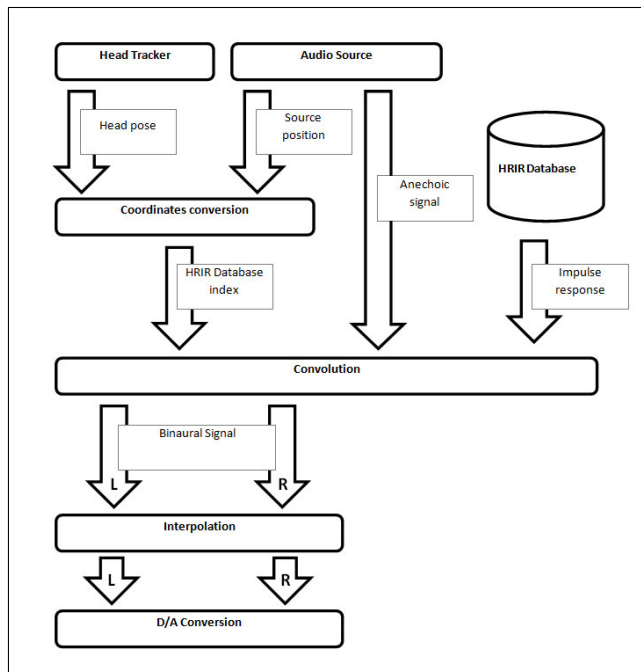 Head Tracker
Audio Source
Head pose
Source
position
HRIR Database
Anechoic
signal
Coordinates conversion
HRIR Database
index
Impulse
response
Convolution
Binaural Signal
L
R
Interpolation
L
R
D/A Conversion